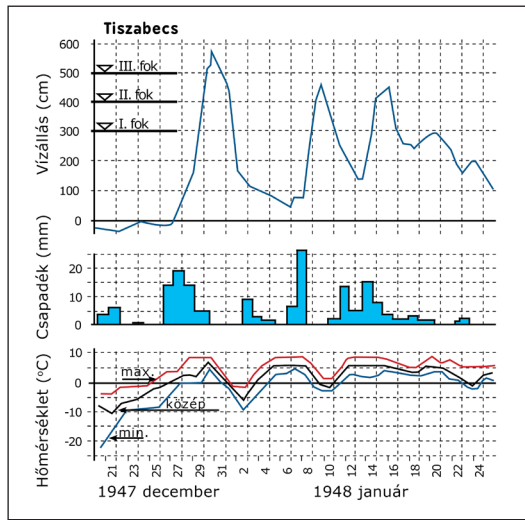 Tiszabecs
Vízállás (cm)
600
500
400
300
200
100
0
III. fok
II. fok
I. fok
Csapadék (mm)
20
10
0
Hőmérséklet (°C)
10
0
-10
-20
máx.
közép
min.
21 23 25 27 29 31 2 4 6 8 10 12 14 16 18 20 22 24
1947 december 1948 január